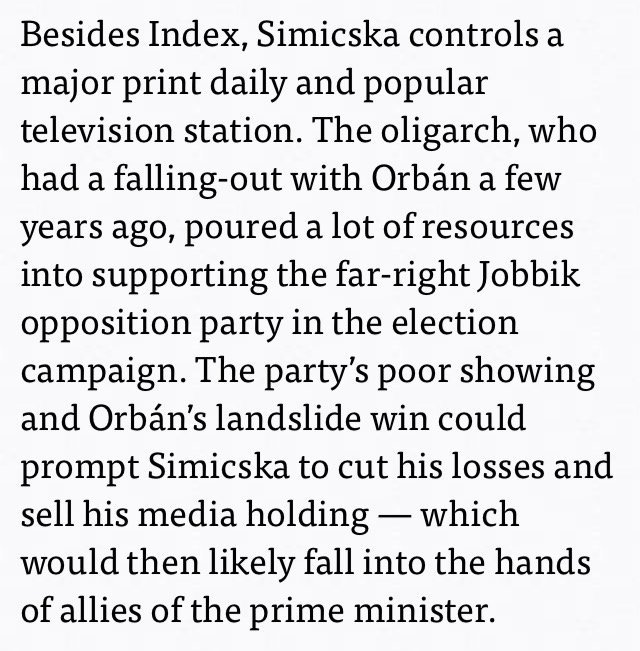 Besides Index, Simicska controls a
major print daily and popular
television station. The oligarch, who
had a falling-out with Orbán a few
years ago, poured a lot of resources
into supporting the far-right Jobbik
opposition party in the election
campaign. The party’s poor showing
and Orbán’s landslide win could
prompt Simicska to cut his losses and
sell his media holding — which
would then likely fall into the hands
of allies of the prime minister.